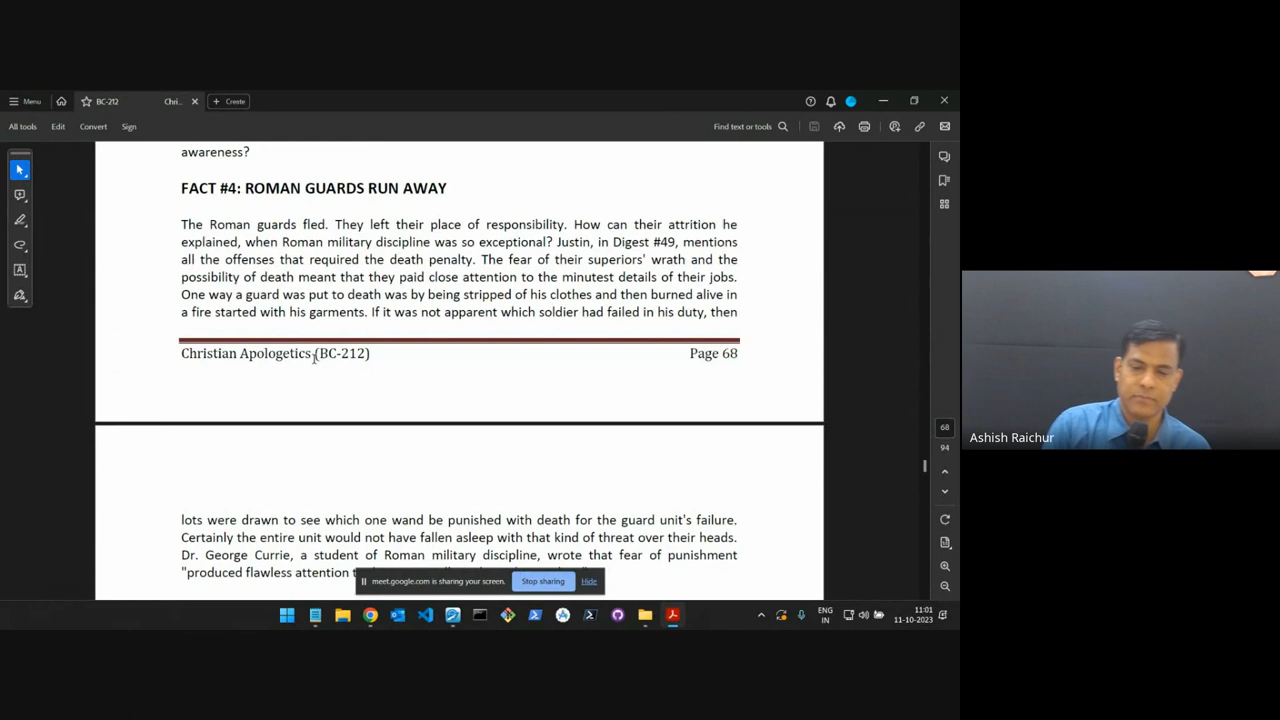 Menu
BC-212
Chri...
Create
All tools
Edit
Convert
Sign
Find text or tools
awareness?
FACT #4: ROMAN GUARDS RUN AWAY
The Roman guards fled. They left their place of responsibility. How can their attrition he
explained, when Roman military discipline was so exceptional? Justin, in Digest #49, mentions
all the offenses that required the death penalty. The fear of their superiors' wrath and the
possibility of death meant that they paid close attention to the minutest details of their jobs.
One way a guard was put to death was by being stripped of his clothes and then burned alive in
a fire started with his garments. If it was not apparent which soldier had failed in his duty, then
Christian Apologetics (BC-212)
Page 68
68
94
lots were drawn to see which one wand be punished with death for the guard unit's failure.
Certainly the entire unit would not have fallen asleep with that kind of threat over their heads.
Dr. George Currie, a student of Roman military discipline, wrote that fear of punishment
"produced flawless attention
meet.google.com is sharing your screen.
Stop sharing
Hide
ENG
IN
11:01
11-10-2023
Ashish Raichur